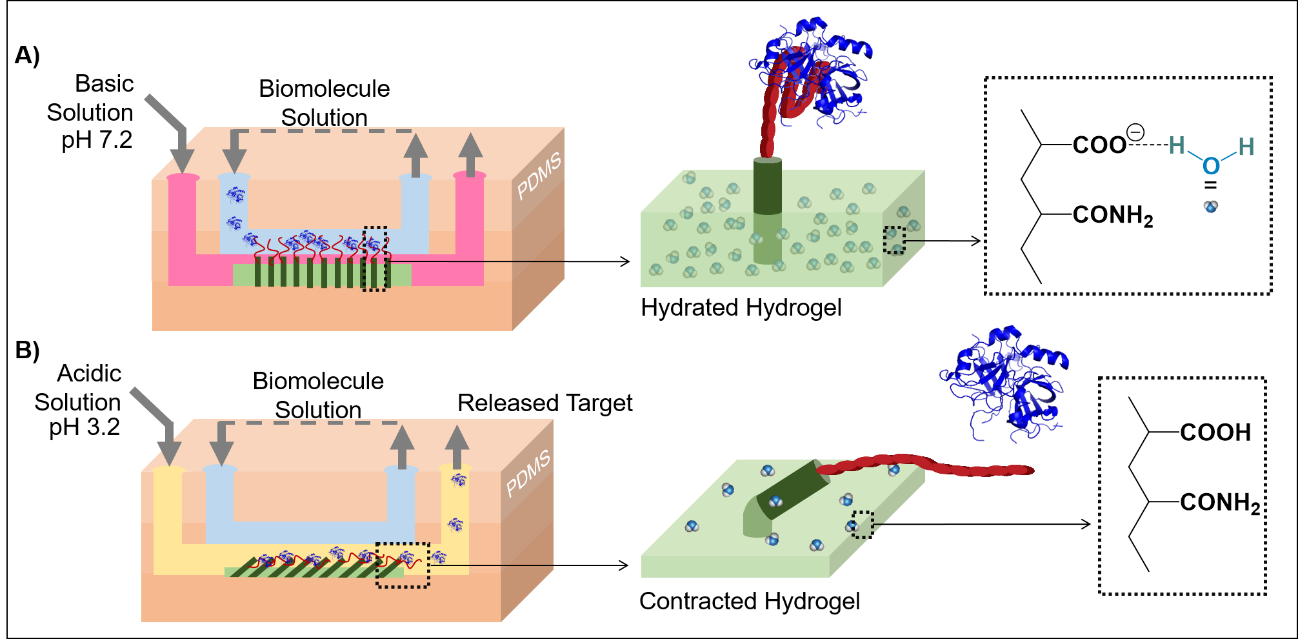 A)
Basic
Solution
pH 7.2
Biomolecule
Solution
PDMS
Hydrated Hydrogel
COO⊖
H
H
O
=
CONH₂
B)
Acidic
Solution
pH 3.2
Biomolecule
Solution
Released Target
PDMS
Contracted Hydrogel
COOH
CONH₂